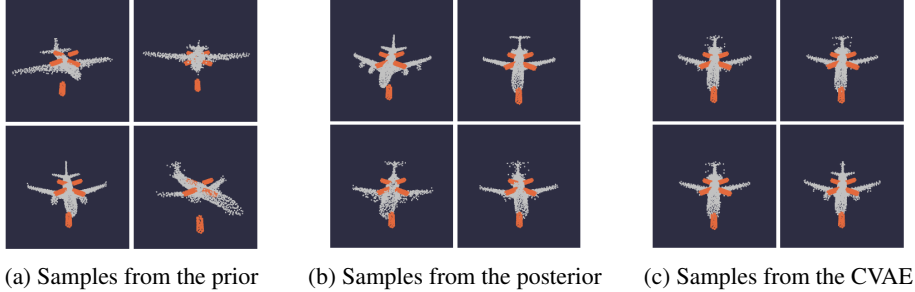 (a) Samples from the prior
(b) Samples from the posterior
(c) Samples from the CVAE